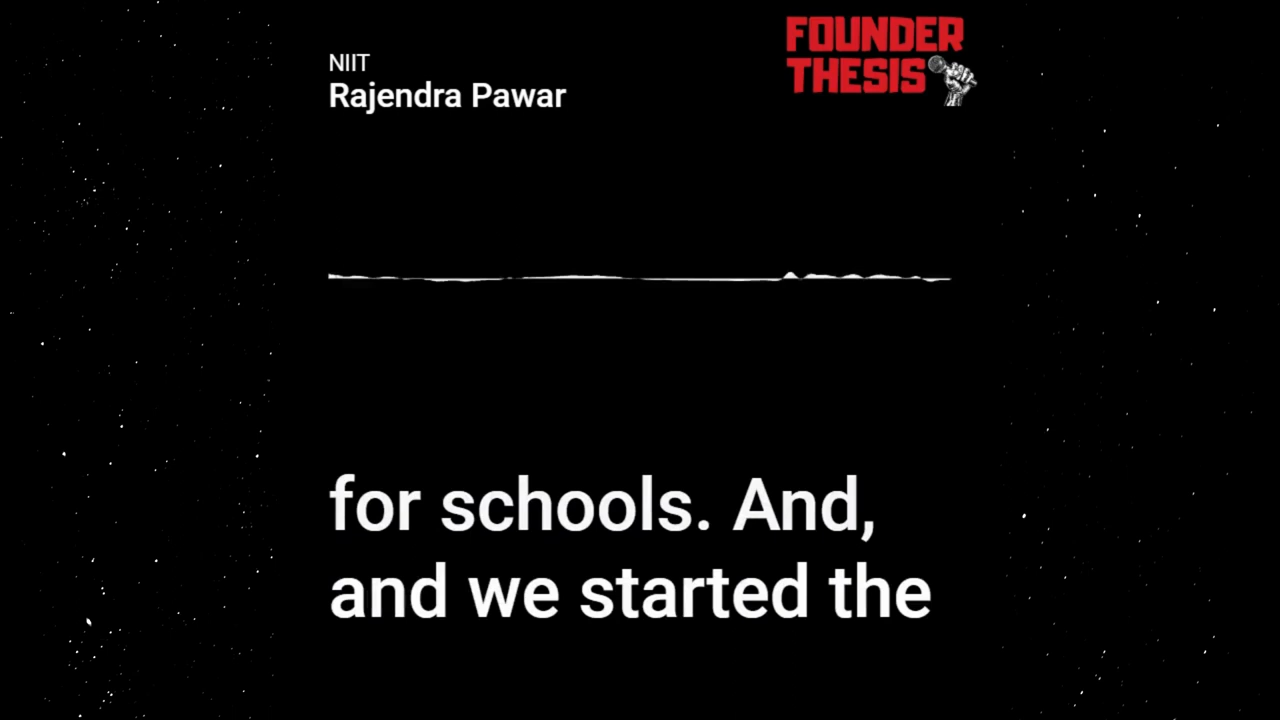 NIIT
Rajendra Pawar
FOUNDER
THESIS
for schools. And,
and we started the